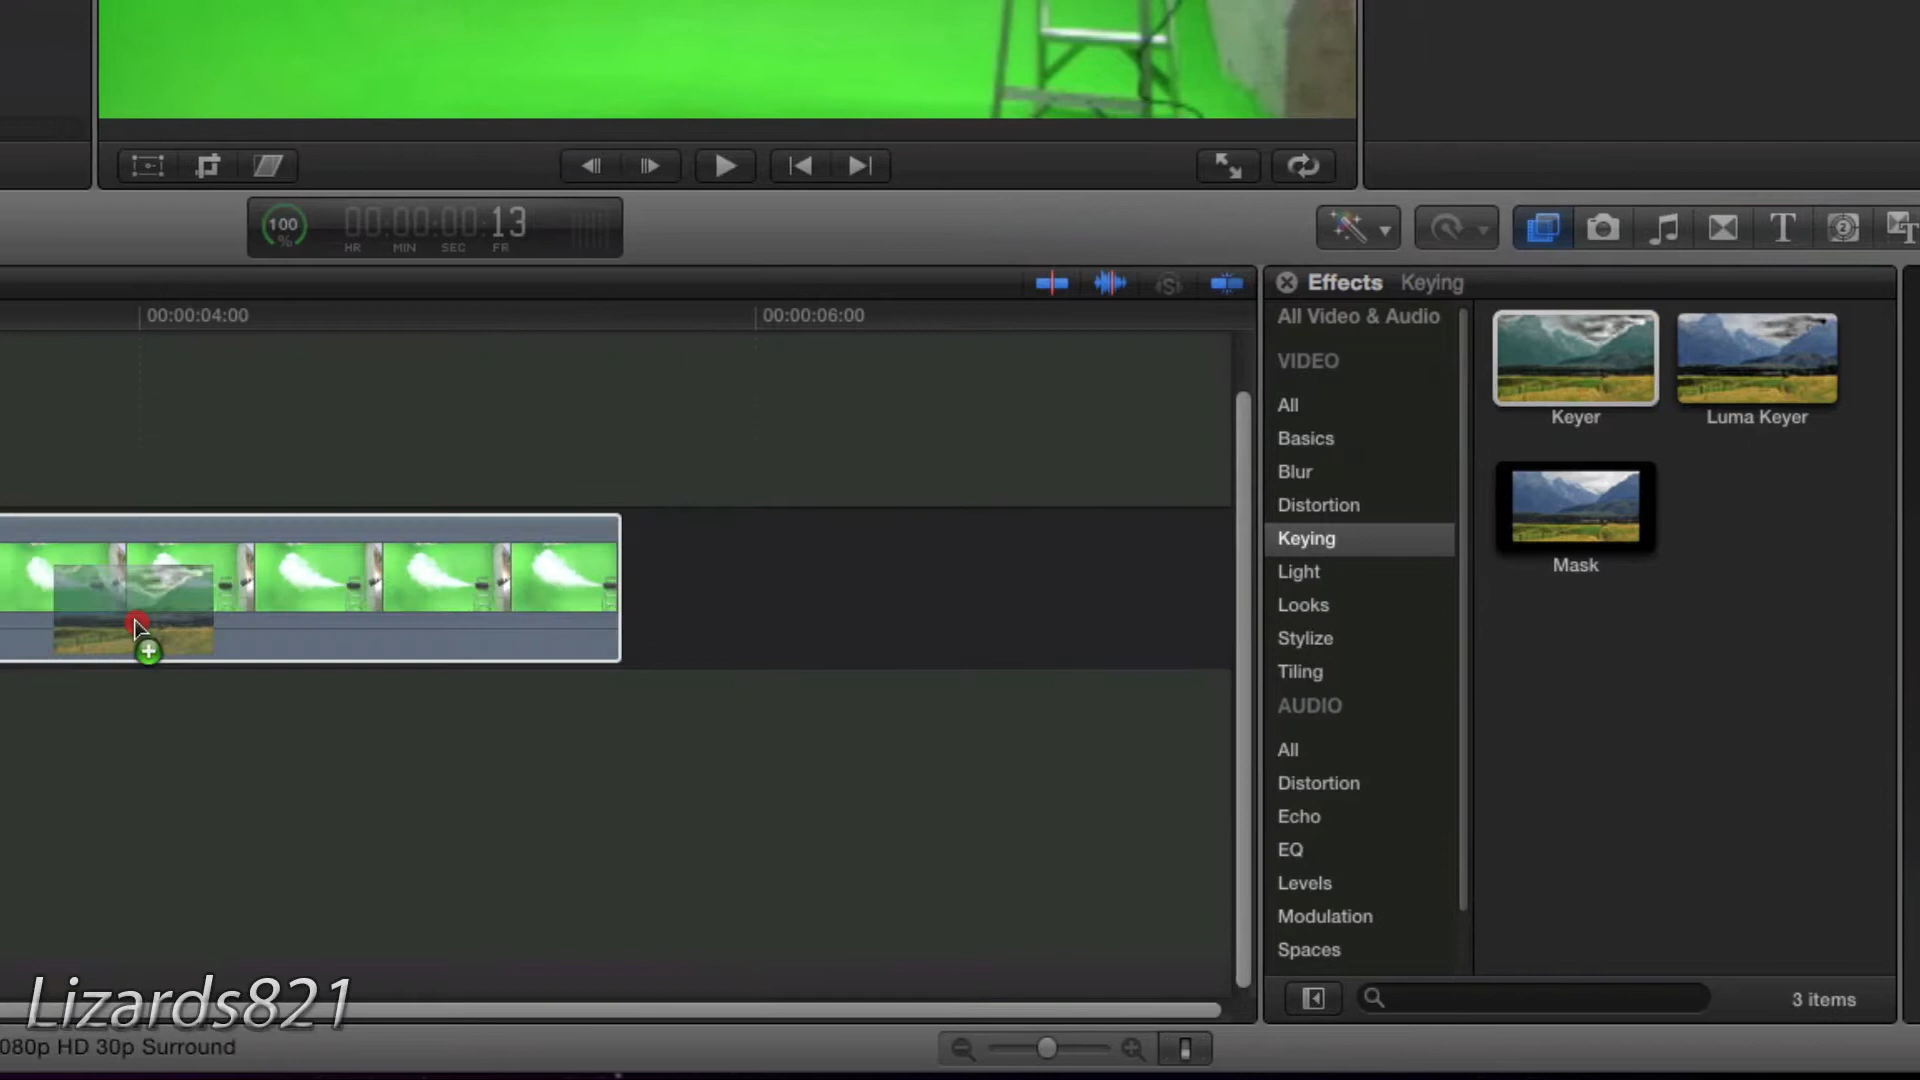 100
%
00:00:00:13
HR MIN SEC FR
00:00:04:00
00:00:06:00
Effects Keying
All Video & Audio
VIDEO
All
Basics
Blur
Distortion
Keying
Light
Looks
Stylize
Tiling
AUDIO
All
Distortion
Echo
EQ
Levels
Modulation
Spaces
Keyer
Luma Keyer
Mask
3 items
Lizards821
080p HD 30p Surround